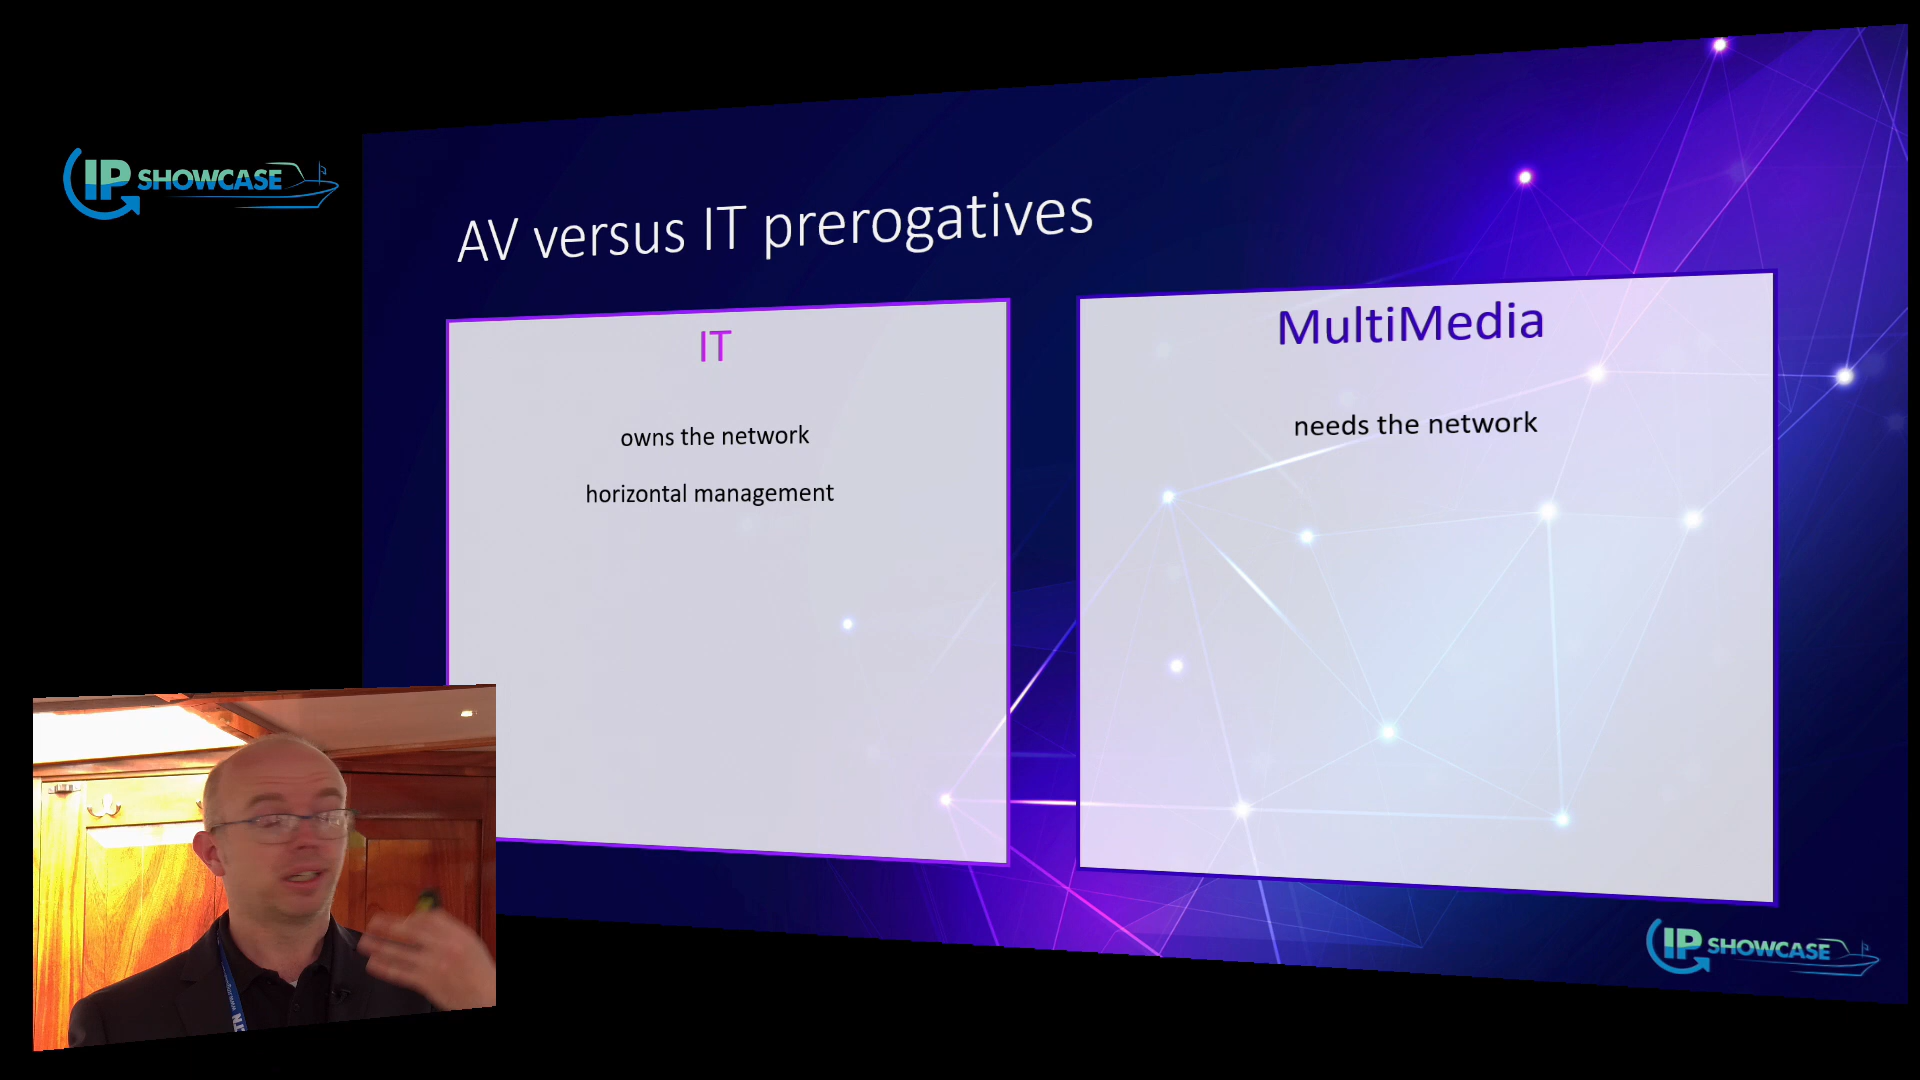 IP SHOWCASE
AV versus IT prerogatives
IT
MultiMedia
owns the network
needs the network
horizontal management
IP SHOWCASE